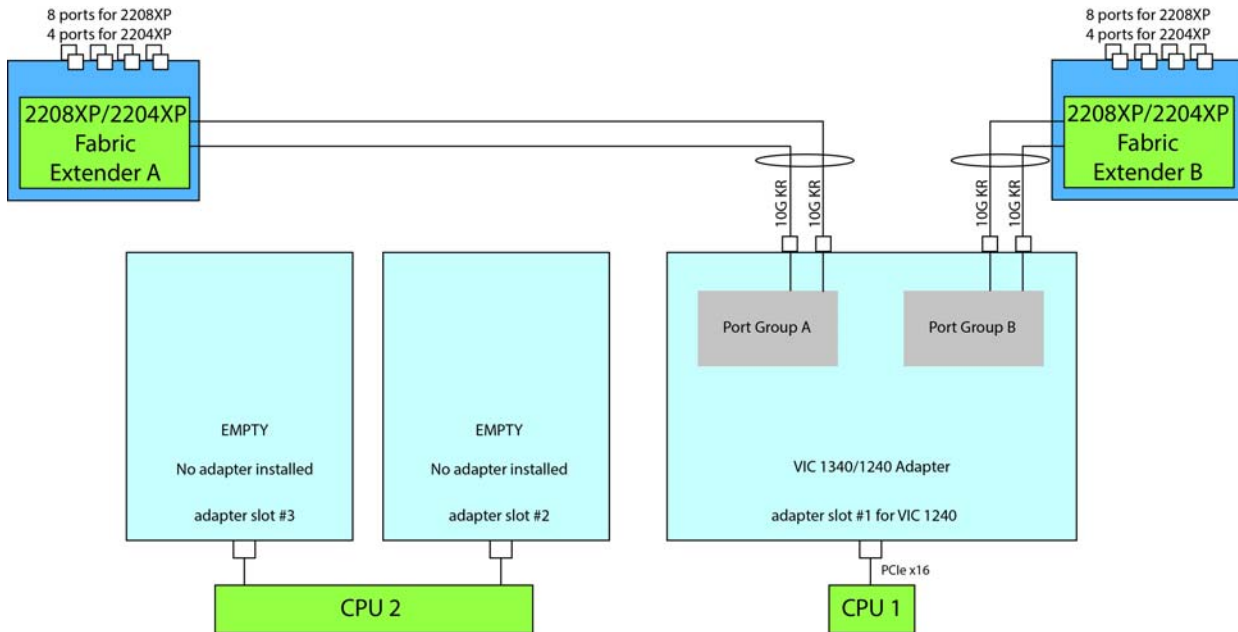 8 ports for 2208XP
4 ports for 2204XP
8 ports for 2208XP
4 ports for 2204XP
2208XP/2204XP
Fabric
Extender A
2208XP/2204XP
Fabric
Extender B
10G KR
10G KR
10G KR
10G KR
Port Group A
Port Group B
EMPTY
No adapter installed
adapter slot #3
EMPTY
No adapter installed
adapter slot #2
VIC 1340/1240 Adapter
adapter slot #1 for VIC 1240
PCIe x16
CPU 2
CPU 1